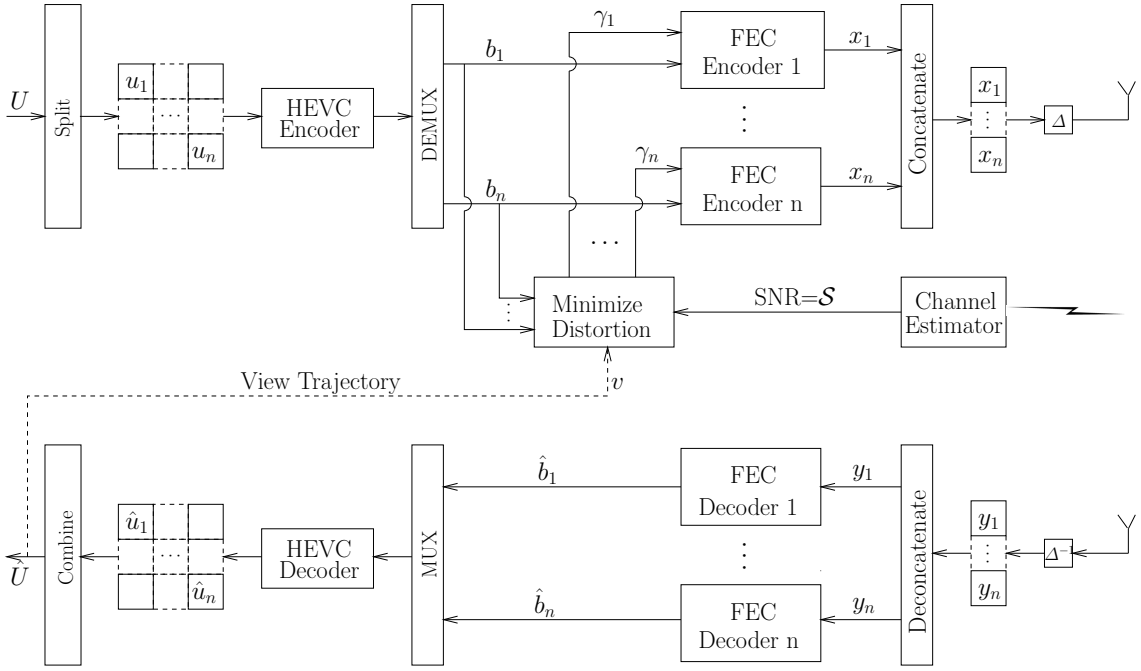 U
Split
u₁
...
uₙ
HEVC
Encoder
DEMUX
b₁
bₙ
γ₁
γₙ
FEC
Encoder 1
⋮
FEC
Encoder n
...
x₁
xₙ
Concatenate
x₁
⋮
xₙ
Δ
⋮
Minimize
Distortion
SNR=𝓢
Channel
Estimator
View Trajectory
v
Û
Combine
û₁
...
ûₙ
HEVC
Decoder
MUX
b̂₁
b̂ₙ
FEC
Decoder 1
⋮
FEC
Decoder n
y₁
yₙ
Deconcatenate
y₁
⋮
yₙ
Δ⁻¹